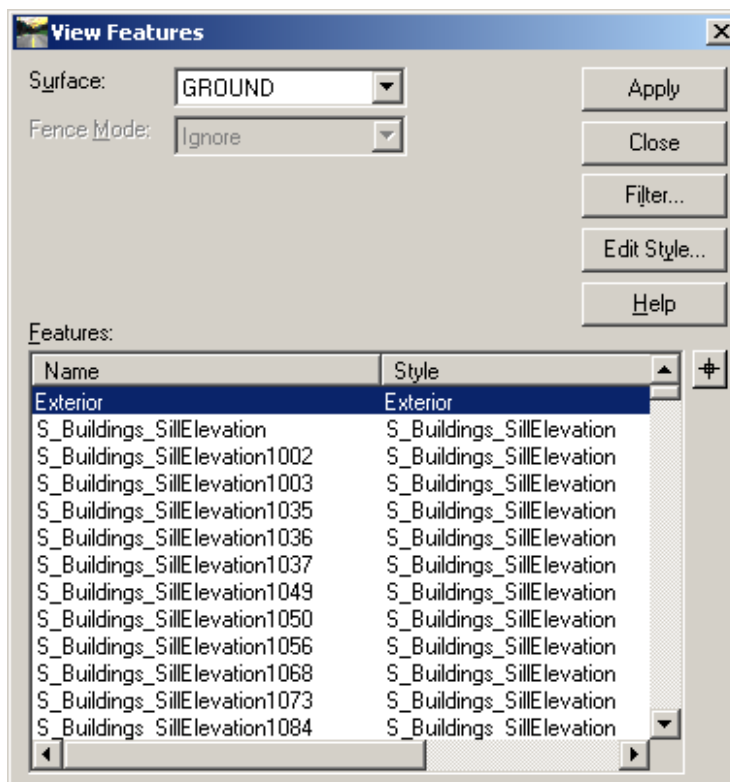 View Features
Surface: GROUND
Apply
Fence Mode: Ignore
Close
Filter...
Edit Style...
Help
Features:
Name Style
Exterior Exterior
S_Buildings_SillElevation S_Buildings_SillElevation
S_Buildings_SillElevation1002 S_Buildings_SillElevation
S_Buildings_SillElevation1003 S_Buildings_SillElevation
S_Buildings_SillElevation1035 S_Buildings_SillElevation
S_Buildings_SillElevation1036 S_Buildings_SillElevation
S_Buildings_SillElevation1037 S_Buildings_SillElevation
S_Buildings_SillElevation1049 S_Buildings_SillElevation
S_Buildings_SillElevation1050 S_Buildings_SillElevation
S_Buildings_SillElevation1056 S_Buildings_SillElevation
S_Buildings_SillElevation1068 S_Buildings_SillElevation
S_Buildings_SillElevation1073 S_Buildings_SillElevation
S_Buildings_SillElevation1084 S_Buildings_SillElevation